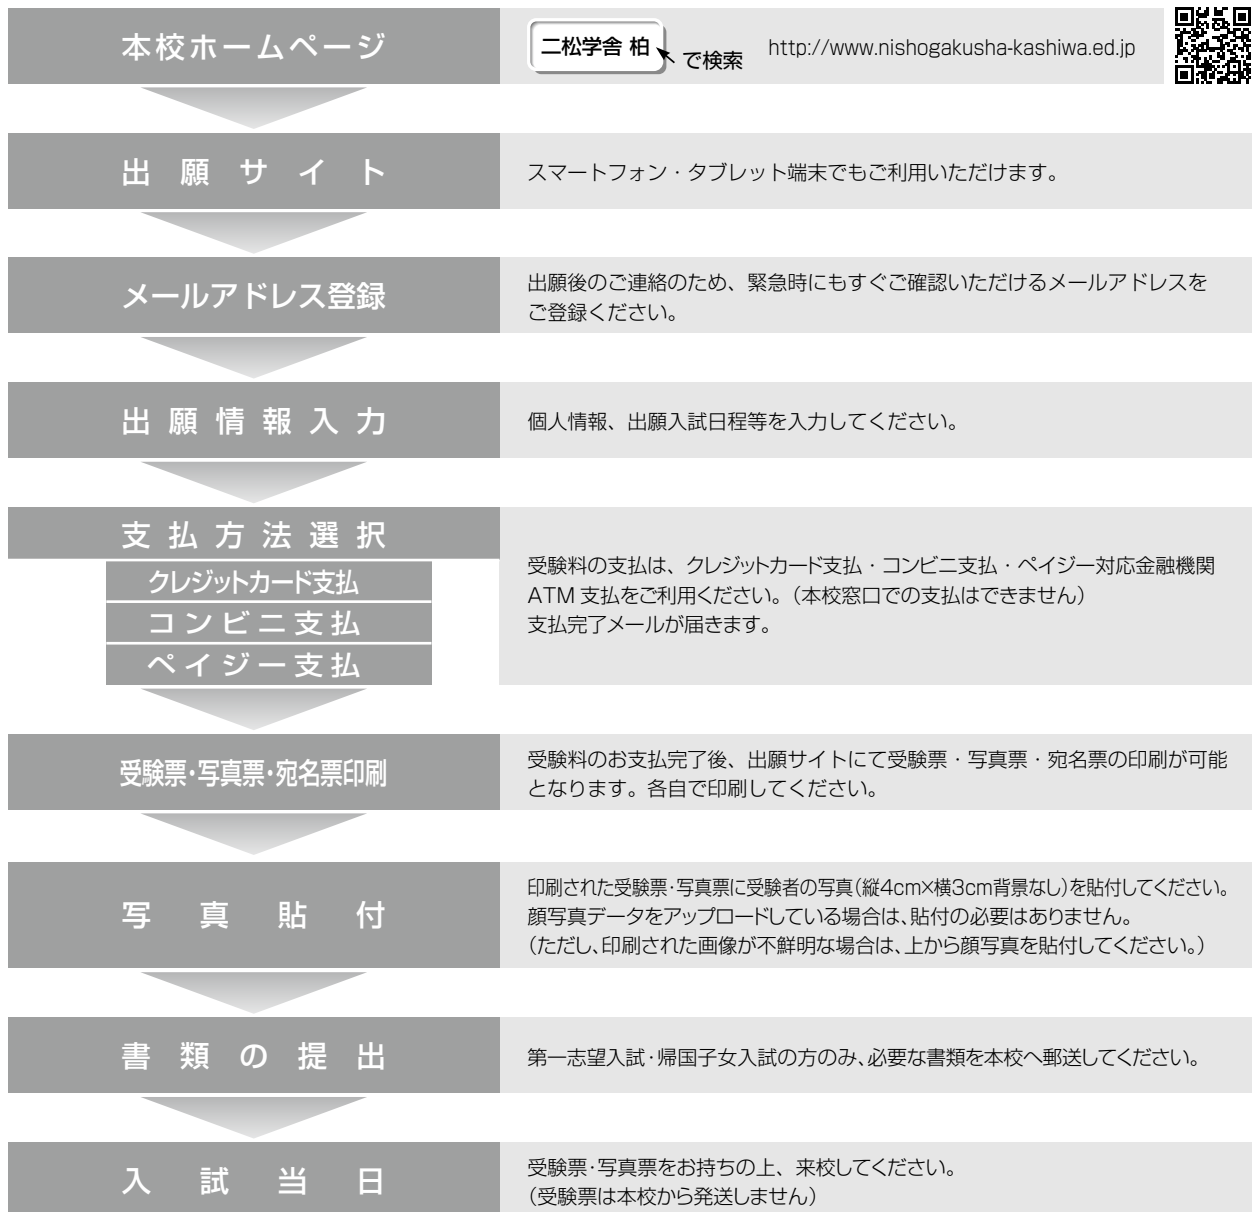 本校ホームページ
二松学舎 柏 で検索 http://www.nishogakusha-kashiwa.ed.jp
出願サイト
スマートフォン・タブレット端末でもご利用いただけます。
メールアドレス登録
出願後のご連絡のため、緊急時にもすぐご確認いただけるメールアドレスを
ご登録ください。
出願情報入力
個人情報、出願入試日程等を入力してください。
支払方法選択
クレジットカード支払
コンビニ支払
ペイジー支払
受験料の支払は、クレジットカード支払・コンビニ支払・ペイジー対応金融機関
ATM 支払をご利用ください。（本校窓口での支払はできません）
支払完了メールが届きます。
受験票・写真票・宛名票印刷
受験料のお支払完了後、出願サイトにて受験票・写真票・宛名票の印刷が可能
となります。各自で印刷してください。
写真貼付
印刷された受験票・写真票に受験者の写真（縦4cm×横3cm背景なし）を貼付してください。
顔写真データをアップロードしている場合は、貼付の必要はありません。
（ただし、印刷された画像が不鮮明な場合は、上から顔写真を貼付してください。）
書類の提出
第一志望入試・帰国子女入試の方のみ、必要な書類を本校へ郵送してください。
入試当日
受験票・写真票をお持ちの上、来校してください。
（受験票は本校から発送しません）